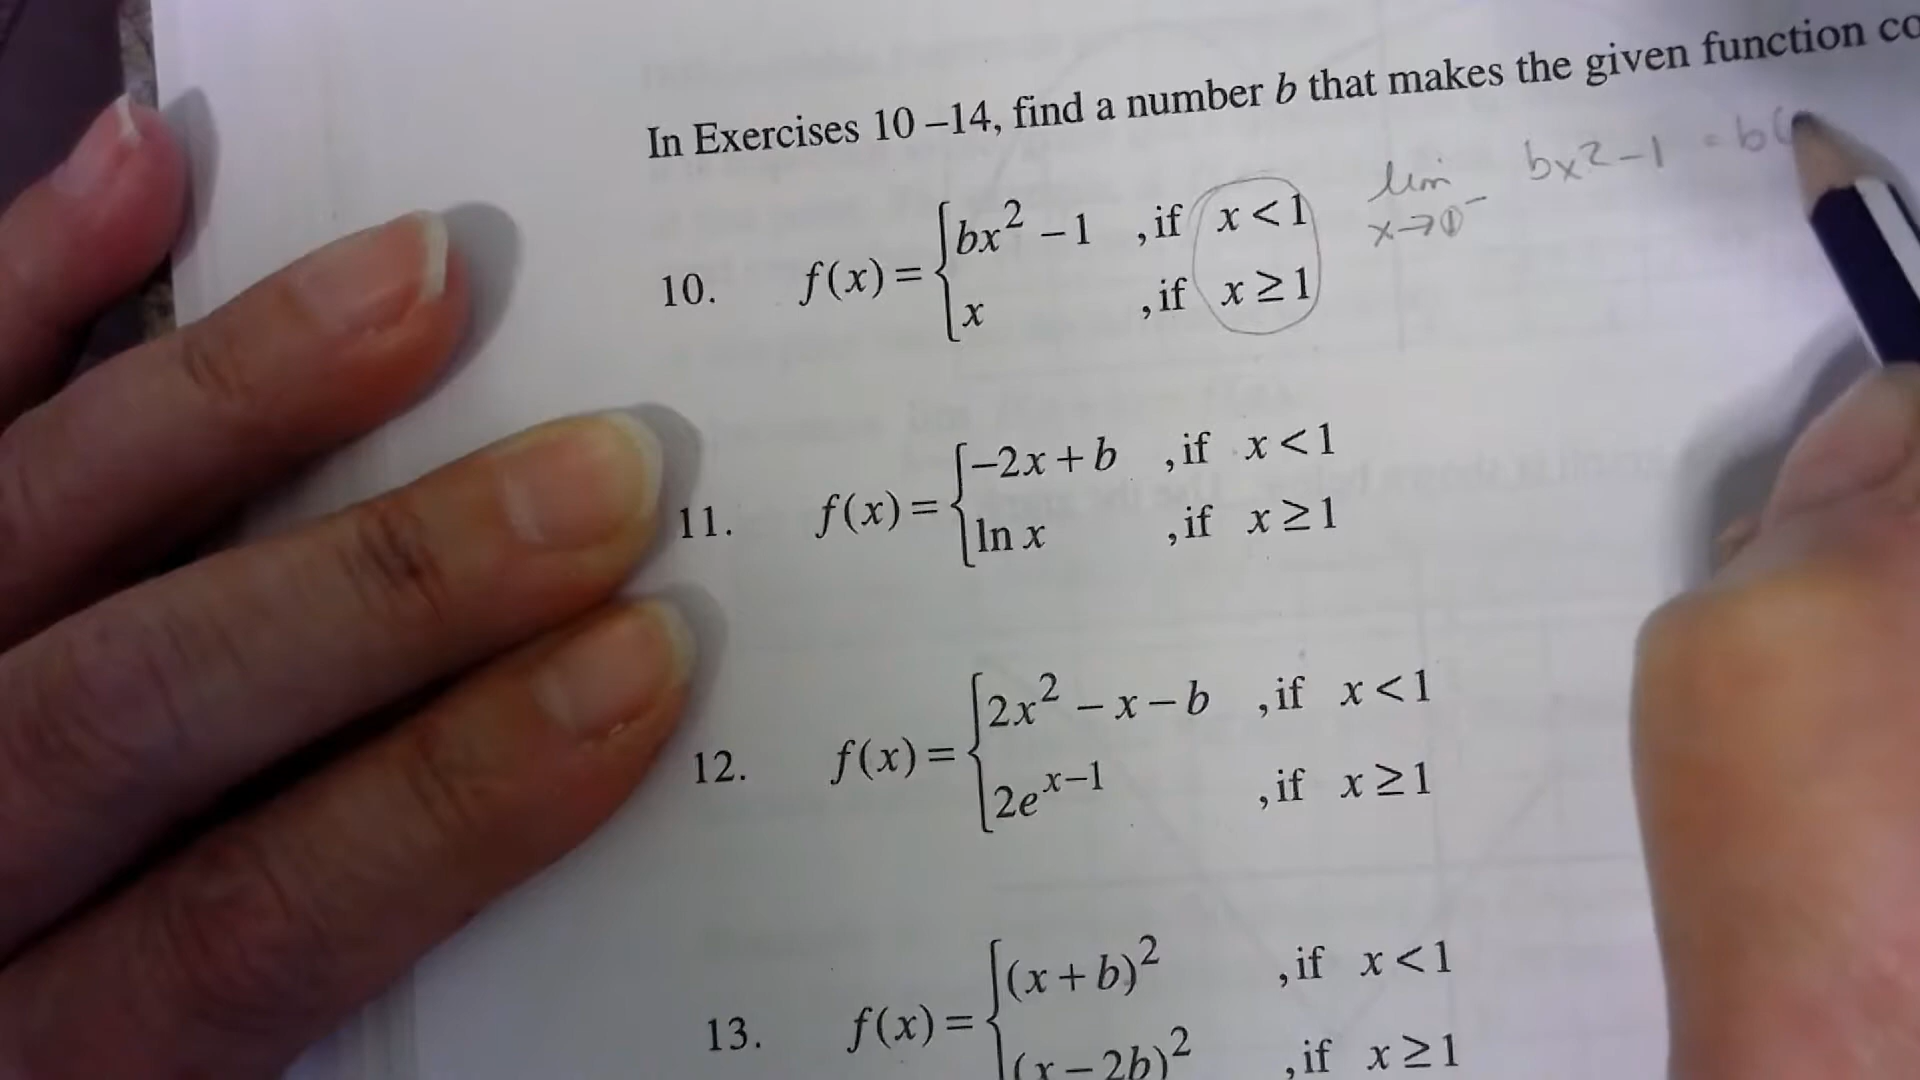 In Exercises 10–14, find a number b that makes the given function co
10. f(x) = { bx² − 1 , if x < 1
x , if x ≥ 1
lim x→1⁻ bx² − 1 = b(
11. f(x) = { −2x + b , if x < 1
ln x , if x ≥ 1
12. f(x) = { 2x² − x − b , if x < 1
2eˣ⁻¹ , if x ≥ 1
13. f(x) = { (x + b)² , if x < 1
(x − 2b)² , if x ≥ 1